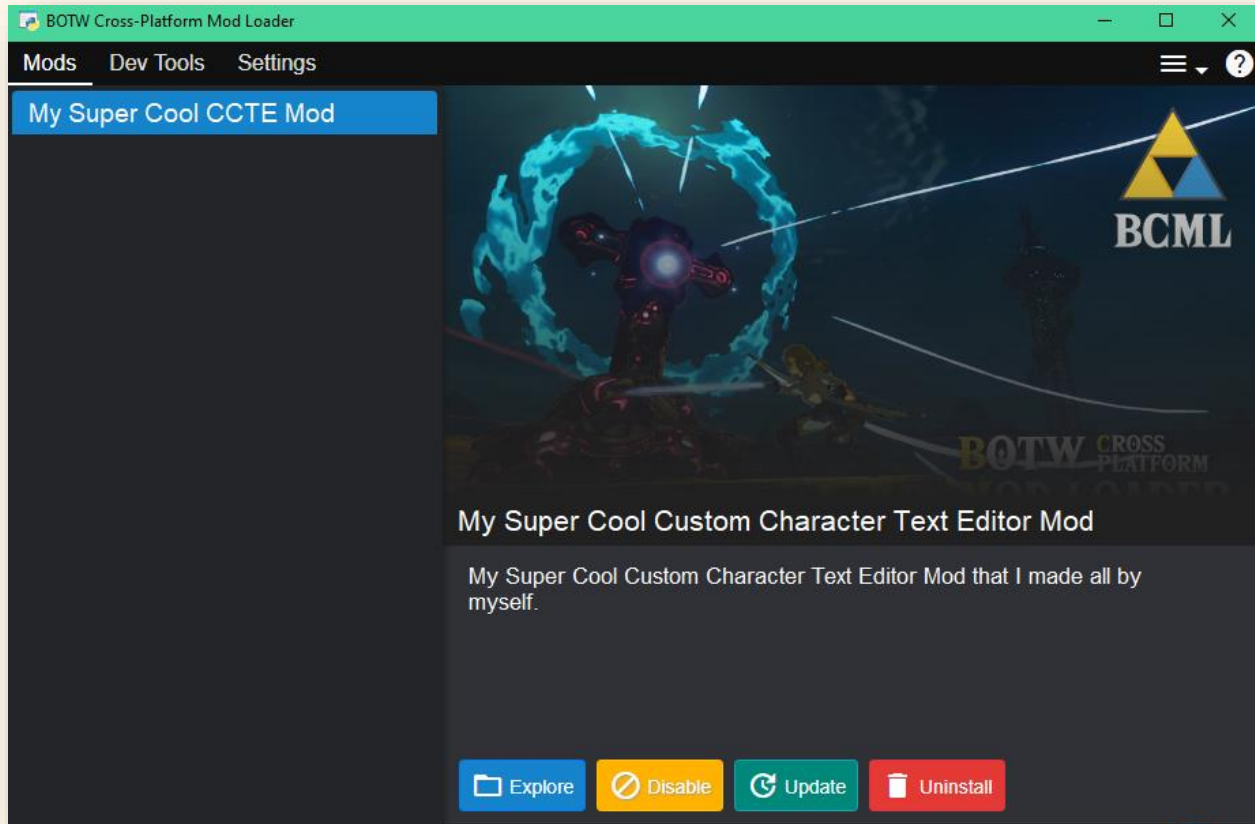 BOTW Cross-Platform Mod Loader
Mods Dev Tools Settings
My Super Cool CCTE Mod
BCML
BOTW CROSS
PLATFORM
MOD LOADER
My Super Cool Custom Character Text Editor Mod
My Super Cool Custom Character Text Editor Mod that I made all by
myself.
Explore Disable Update Uninstall